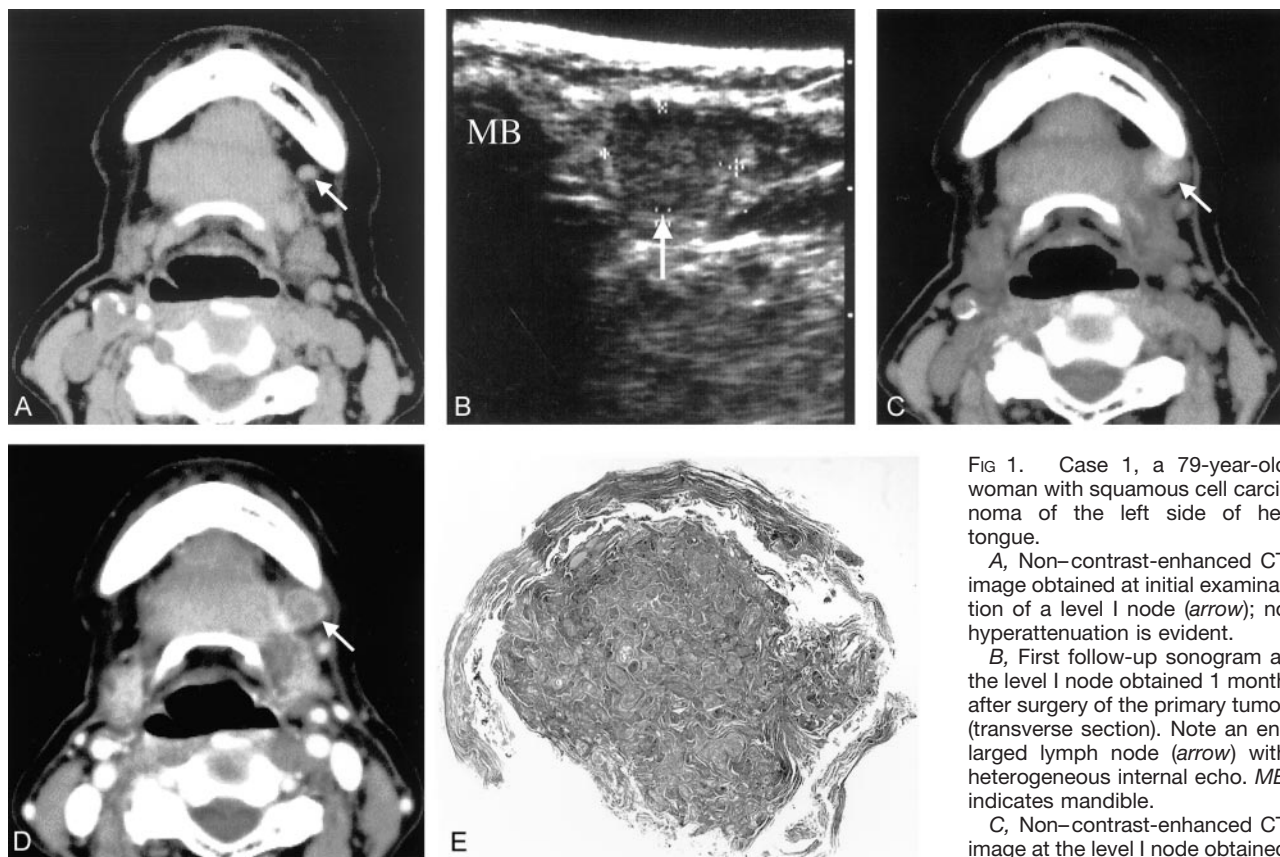 MB
A
B
C
D
E
FIG 1. Case 1, a 79-year-old
woman with squamous cell carci-
noma of the left side of he
tongue.
A, Non–contrast-enhanced CT
image obtained at initial examina-
tion of a level I node (arrow); no
hyperattenuation is evident.
B, First follow-up sonogram a
the level I node obtained 1 month
after surgery of the primary tumo
(transverse section). Note an en-
larged lymph node (arrow) with
heterogeneous internal echo. MB
indicates mandible.
C, Non–contrast-enhanced CT
image at the level I node obtained